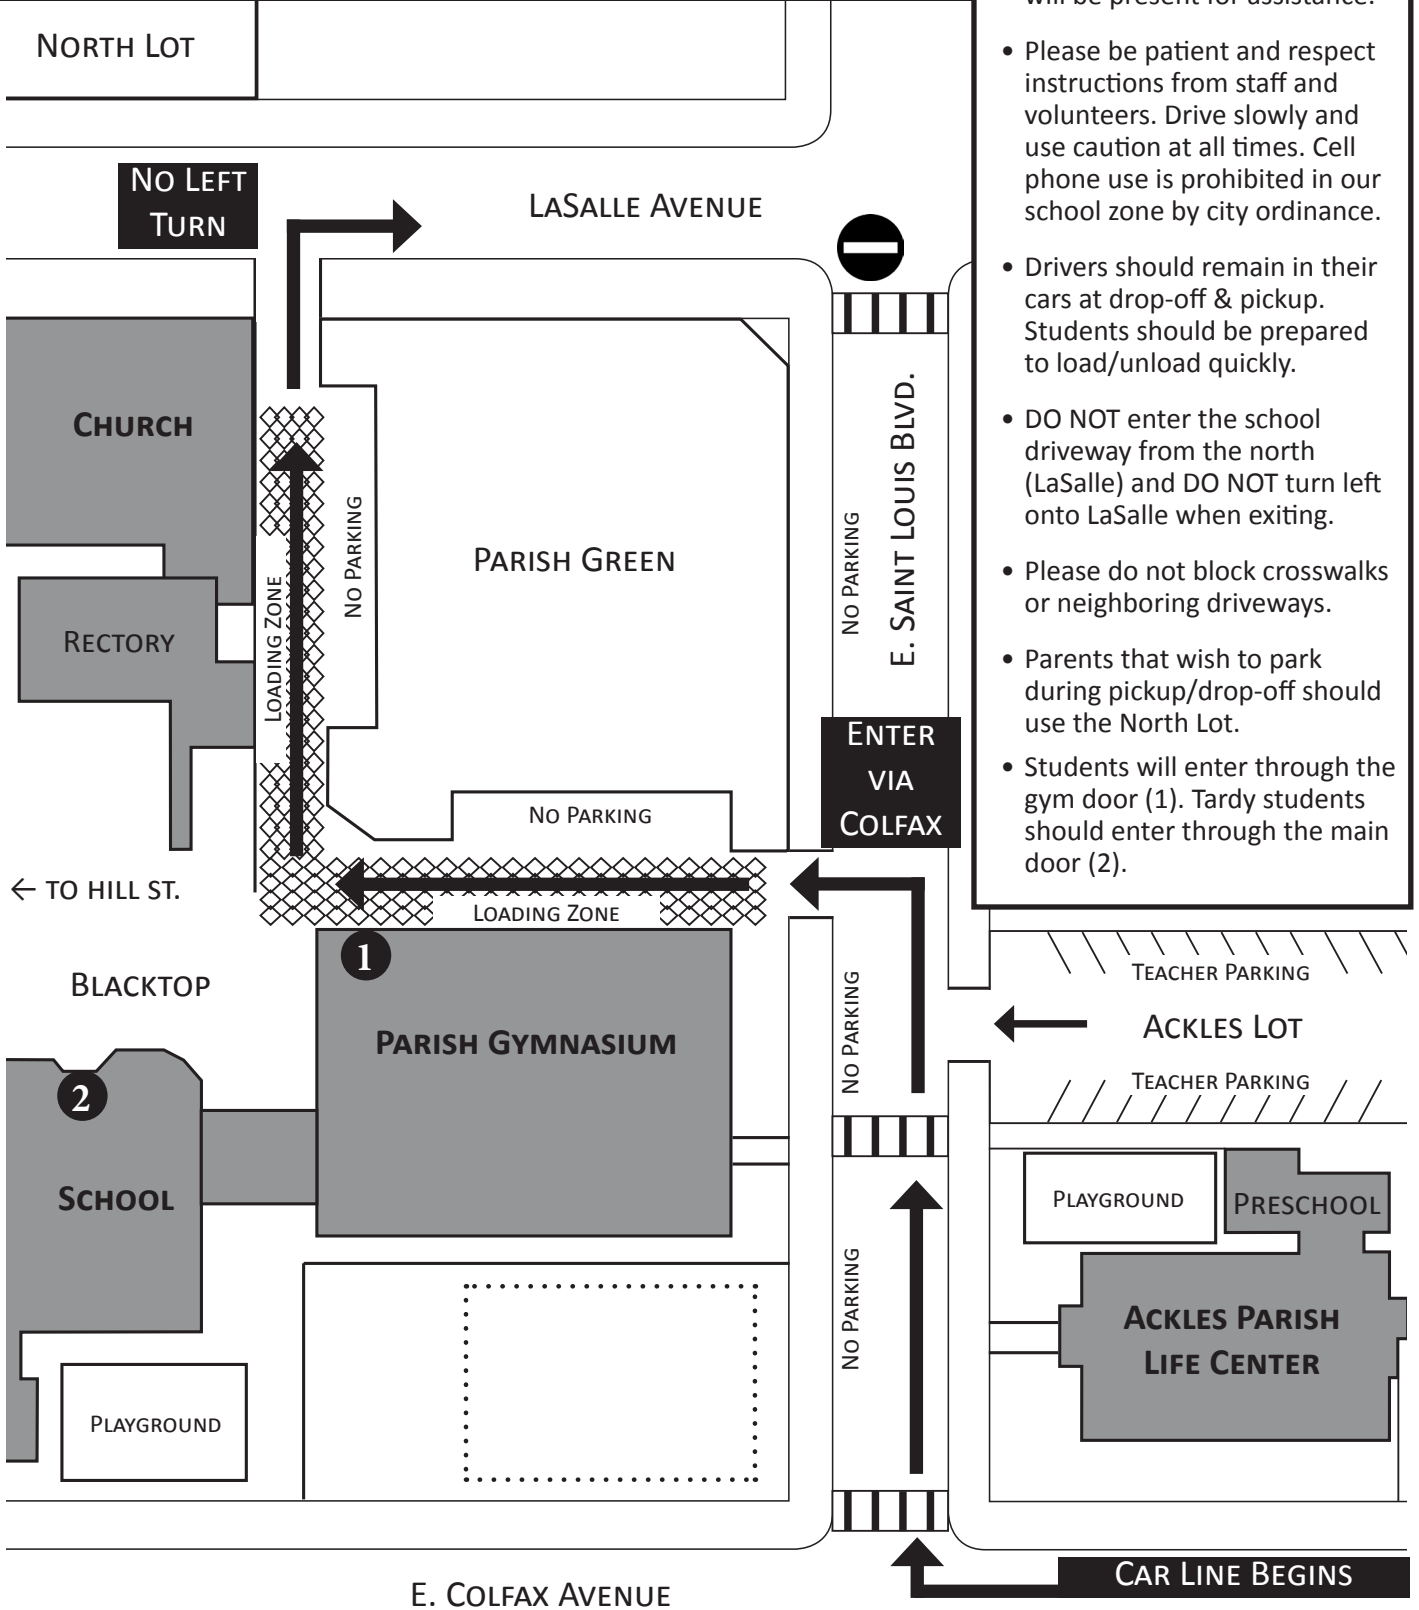 will be present for assistance.
• Please be patient and respect
instructions from staff and
volunteers. Drive slowly and
use caution at all times. Cell
phone use is prohibited in our
school zone by city ordinance.
• Drivers should remain in their
cars at drop-off & pickup.
Students should be prepared
to load/unload quickly.
• DO NOT enter the school
driveway from the north
(LaSalle) and DO NOT turn left
onto LaSalle when exiting.
• Please do not block crosswalks
or neighboring driveways.
• Parents that wish to park
during pickup/drop-off should
use the North Lot.
• Students will enter through the
gym door (1). Tardy students
should enter through the main
door (2).
NORTH LOT
NO LEFT
TURN
LASALLE AVENUE
CHURCH
NO PARKING
PARISH GREEN
NO PARKING
E. SAINT LOUIS BLVD.
RECTORY
LOADING ZONE
ENTER
VIA
COLFAX
NO PARKING
← TO HILL ST.
LOADING ZONE
1
BLACKTOP
PARISH GYMNASIUM
NO PARKING
TEACHER PARKING
ACKLES LOT
TEACHER PARKING
2
SCHOOL
PLAYGROUND
PRESCHOOL
NO PARKING
ACKLES PARISH
LIFE CENTER
PLAYGROUND
CAR LINE BEGINS
E. COLFAX AVENUE